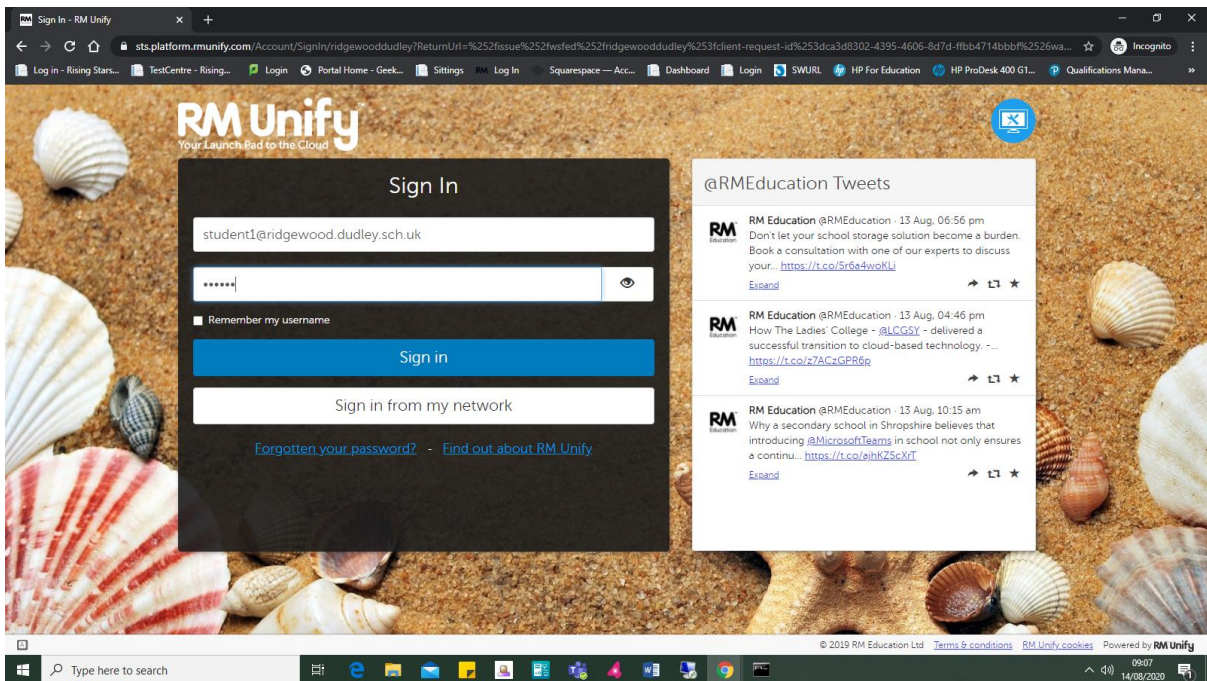 Sign In - RM Unify
sts.platform.rmunify.com/Account/SignIn/ridgewooddudley?ReturnUrl=%252fissue%252fwsfed%252fridgewooddudley%253fclient-request-id%253dca3d8302-4395-4606-8d7d-ffbb4714bbbf%2526wa... Incognito
Log in - Rising Stars... TestCentre - Rising... Login Portal Home - Geek... Sittings RM Log In Squarespace — Acc... Dashboard Login SWURL HP For Education HP ProDesk 400 G1... Qualifications Mana... »
RM Unify
Your Launch Pad to the Cloud
Sign In
student1@ridgewood.dudley.sch.uk
••••••
Remember my username
Sign in
Sign in from my network
Forgotten your password? - Find out about RM Unify
@RMEducation Tweets
RM Education
RM Education @RMEducation · 13 Aug, 06:56 pm
Don't let your school storage solution become a burden.
Book a consultation with one of our experts to discuss
your... https://t.co/5r6a4woKLi
Expand
RM Education
RM Education @RMEducation · 13 Aug, 04:46 pm
How The Ladies' College - @LCGSY - delivered a
successful transition to cloud-based technology. -...
https://t.co/z7ACzGPR6p
Expand
RM Education
RM Education @RMEducation · 13 Aug, 10:15 am
Why a secondary school in Shropshire believes that
introducing @MicrosoftTeams in school not only ensures
a continu... https://t.co/ajhKZ5cXrT
Expand
© 2019 RM Education Ltd Terms & conditions RM Unify cookies Powered by RM Unify
Type here to search
09:07
14/08/2020